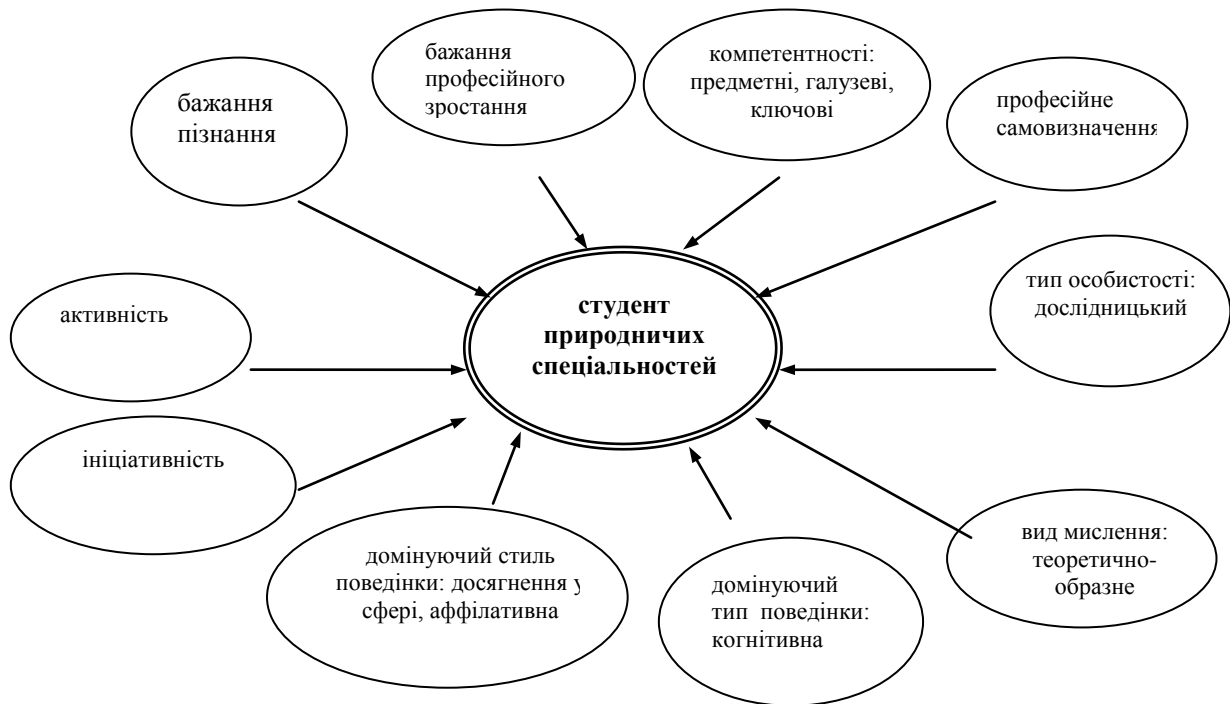 бажання
пізнання
бажання
професійного
зростання
компетентності:
предметні, галузеві,
ключові
професійне
самовизначення
тип особистості:
дослідницький
студент
природничих
спеціальностей
активність
ініціативність
домінуючий стиль
поведінки: досягнення у
сфері, аффілативна
домінуючий
тип поведінки:
когнітивна
вид мислення:
теоретично-
образне